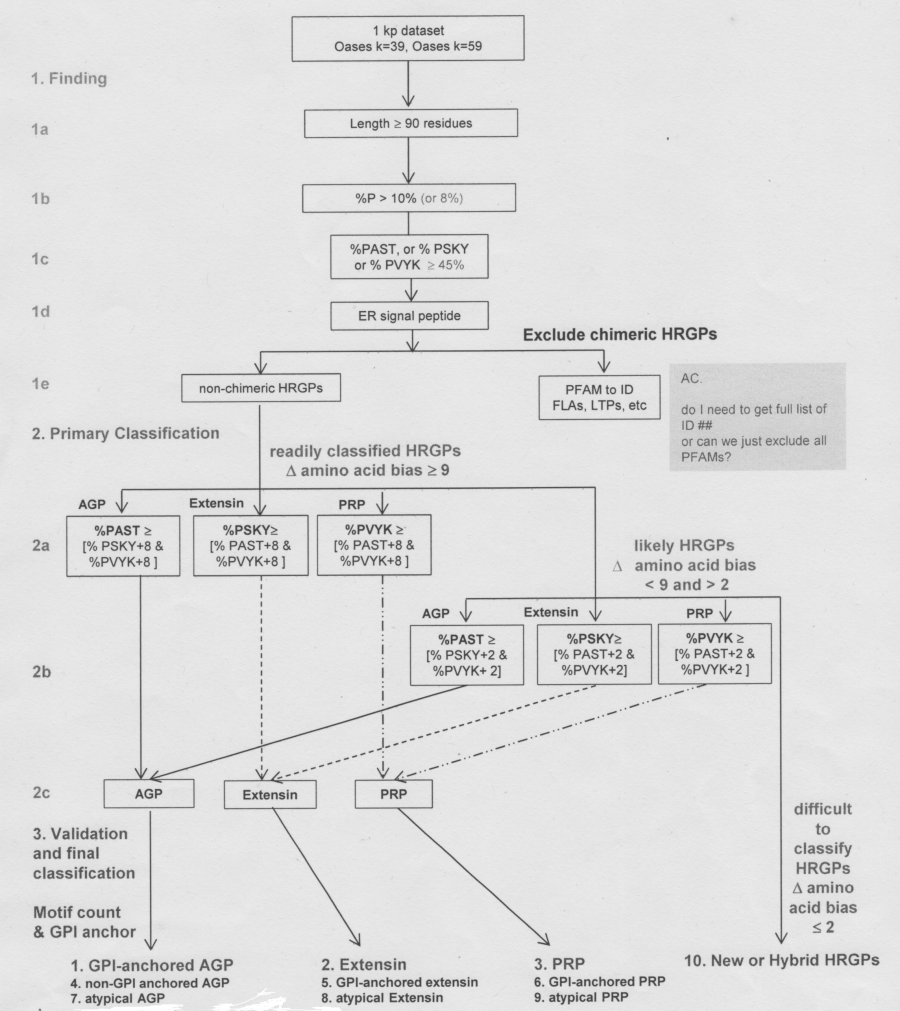 1 kp dataset
Oases k=39, Oases k=59
1. Finding
1a
Length ≥ 90 residues
1b
%P > 10% (or 8%)
1c
%PAST, or % PSKY
or % PVYK ≥ 45%
1d
ER signal peptide
Exclude chimeric HRGPs
1e
non-chimeric HRGPs
PFAM to ID
FLAs, LTPs, etc
AC.
do I need to get full list of
ID ##
or can we just exclude all
PFAMs?
2. Primary Classification
readily classified HRGPs
Δ amino acid bias ≥ 9
AGP
Extensin
PRP
2a
%PAST ≥
[% PSKY+8 &
%PVYK+8 ]
%PSKY≥
[% PAST+8 &
%PVYK+8 ]
%PVYK ≥
[% PAST+8 &
%PVYK+8 ]
likely HRGPs
Δ amino acid bias
< 9 and > 2
AGP
Extensin
PRP
2b
%PAST ≥
[% PSKY+2 &
%PVYK+ 2]
%PSKY≥
[% PAST+2 &
%PVYK+2]
%PVYK ≥
[% PAST+2 &
%PVYK+2 ]
2c
AGP
Extensin
PRP
difficult
to
classify
HRGPs
Δ amino
acid bias
≤ 2
3. Validation
and final
classification
Motif count
& GPI anchor
1. GPI-anchored AGP
4. non-GPI anchored AGP
7. atypical AGP
2. Extensin
5. GPI-anchored extensin
8. atypical Extensin
3. PRP
6. GPI-anchored PRP
9. atypical PRP
10. New or Hybrid HRGPs